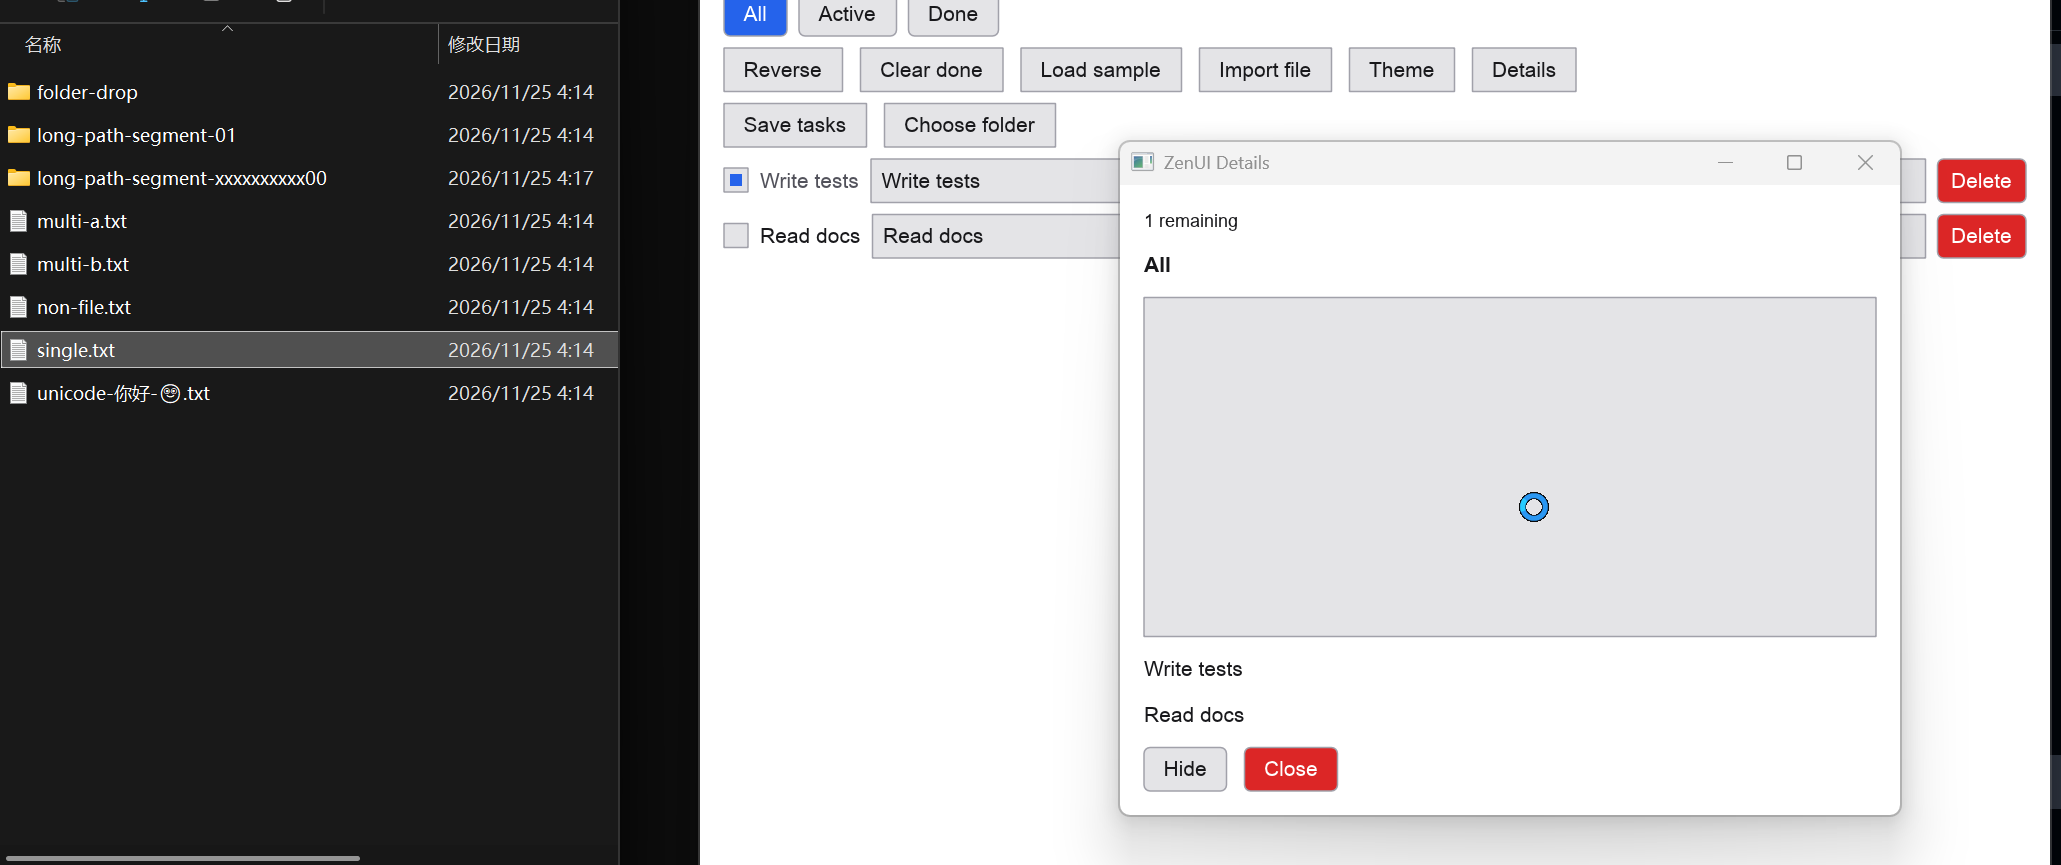 名称
修改日期
folder-drop
2026/11/25 4:14
long-path-segment-01
2026/11/25 4:14
long-path-segment-xxxxxxxxxx00
2026/11/25 4:17
multi-a.txt
2026/11/25 4:14
multi-b.txt
2026/11/25 4:14
non-file.txt
2026/11/25 4:14
single.txt
2026/11/25 4:14
unicode-你好-😵.txt
2026/11/25 4:14
All
Active
Done
Reverse
Clear done
Load sample
Import file
Theme
Details
Save tasks
Choose folder
Write tests
Write tests
Delete
Read docs
Read docs
Delete
ZenUI Details
1 remaining
All
Write tests
Read docs
Hide
Close